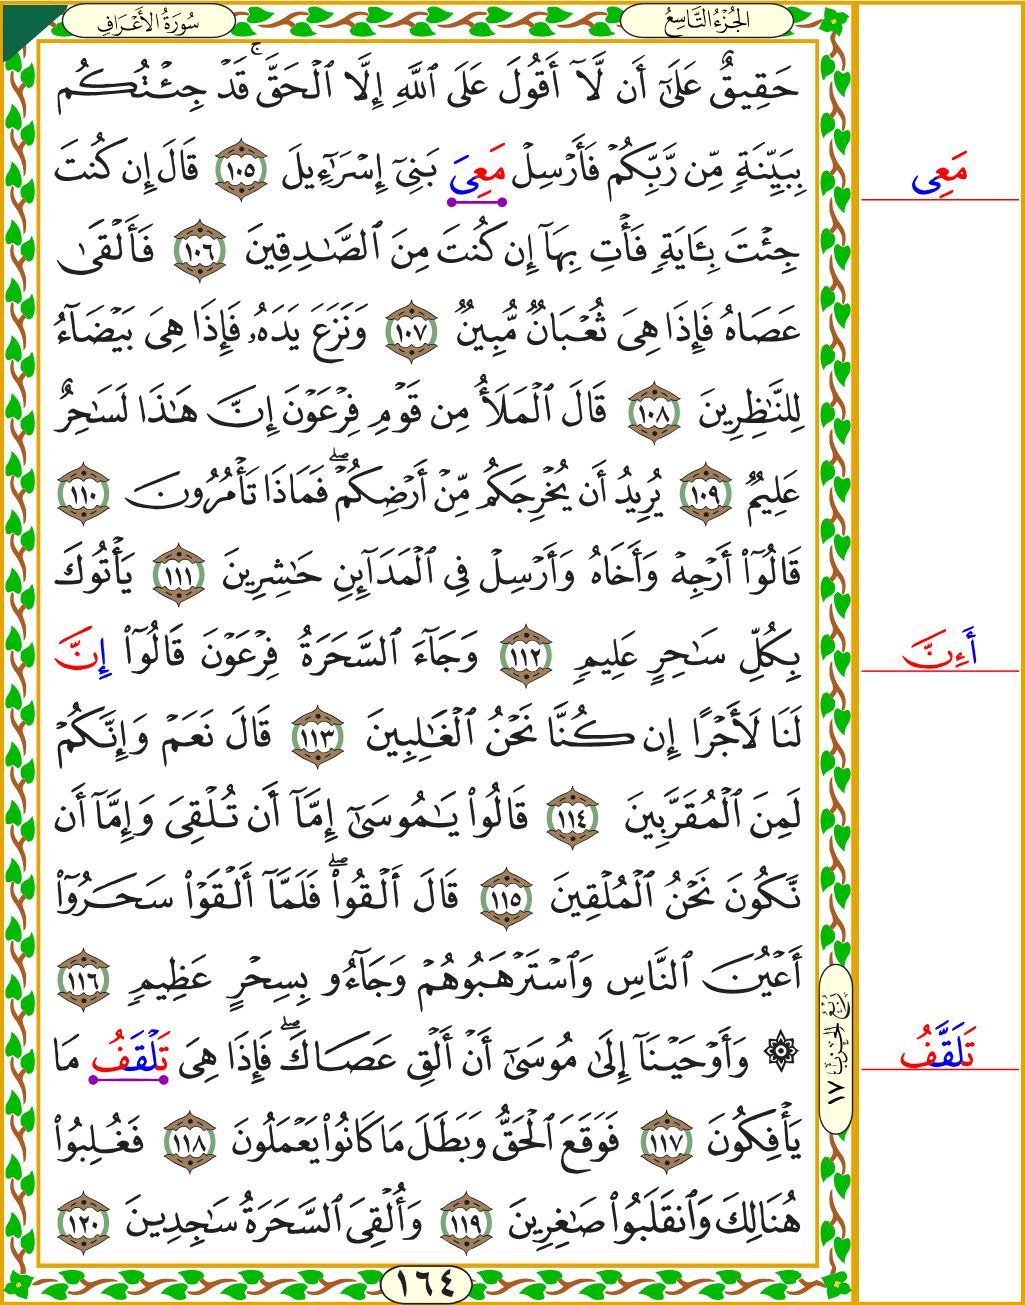 الجُزْءُ التَّاسِعُ
سُورَةُ الأَعْرَافِ
حَقِيقٌ عَلَىٰٓ أَن لَّآ أَقُولَ عَلَى ٱللَّهِ إِلَّا ٱلْحَقَّۚ قَدْ جِئْتُكُم
بِبَيِّنَةٍۢ مِّن رَّبِّكُمْ فَأَرْسِلْ مَعِىَ بَنِىٓ إِسْرَٰٓءِيلَ ١٠٥ قَالَ إِن كُنتَ
مَعِى
جِئْتَ بِـَٔايَةٍۢ فَأْتِ بِهَآ إِن كُنتَ مِنَ ٱلصَّـٰدِقِينَ ١٠٦ فَأَلْقَىٰ
عَصَاهُ فَإِذَا هِىَ ثُعْبَانٌۭ مُّبِينٌۭ ١٠٧ وَنَزَعَ يَدَهُۥ فَإِذَا هِىَ بَيْضَآءُ
لِلنَّـٰظِرِينَ ١٠٨ قَالَ ٱلْمَلَأُ مِن قَوْمِ فِرْعَوْنَ إِنَّ هَـٰذَا لَسَـٰحِرٌ
عَلِيمٌۭ ١٠٩ يُرِيدُ أَن يُخْرِجَكُم مِّنْ أَرْضِكُمْۖ فَمَاذَا تَأْمُرُونَ ١١٠
قَالُوٓا۟ أَرْجِهْ وَأَخَاهُ وَأَرْسِلْ فِى ٱلْمَدَآئِنِ حَـٰشِرِينَ ١١١ يَأْتُوكَ
بِكُلِّ سَـٰحِرٍ عَلِيمٍۢ ١١٢ وَجَآءَ ٱلسَّحَرَةُ فِرْعَوْنَ قَالُوٓا۟ إِنَّ
أَءِنَّ
لَنَا لَأَجْرًا إِن كُنَّا نَحْنُ ٱلْغَـٰلِبِينَ ١١٣ قَالَ نَعَمْ وَإِنَّكُمْ
لَمِنَ ٱلْمُقَرَّبِينَ ١١٤ قَالُوا۟ يَـٰمُوسَىٰٓ إِمَّآ أَن تُلْقِىَ وَإِمَّآ أَن
نَّكُونَ نَحْنُ ٱلْمُلْقِينَ ١١٥ قَالَ أَلْقُوا۟ۖ فَلَمَّآ أَلْقَوْا۟ سَحَرُوٓا۟
أَعْيُنَ ٱلنَّاسِ وَٱسْتَرْهَبُوهُمْ وَجَآءُو بِسِحْرٍ عَظِيمٍۢ ١١٦
۞ وَأَوْحَيْنَآ إِلَىٰ مُوسَىٰٓ أَنْ أَلْقِ عَصَاكَۖ فَإِذَا هِىَ تَلْقَفُ مَا
رُبْعُ الحِزْبِ ١٧
تَلَقَّفُ
يَأْفِكُونَ ١١٧ فَوَقَعَ ٱلْحَقُّ وَبَطَلَ مَا كَانُوا۟ يَعْمَلُونَ ١١٨ فَغُلِبُوا۟
هُنَالِكَ وَٱنقَلَبُوا۟ صَـٰغِرِينَ ١١٩ وَأُلْقِىَ ٱلسَّحَرَةُ سَـٰجِدِينَ ١٢٠
١٦٤